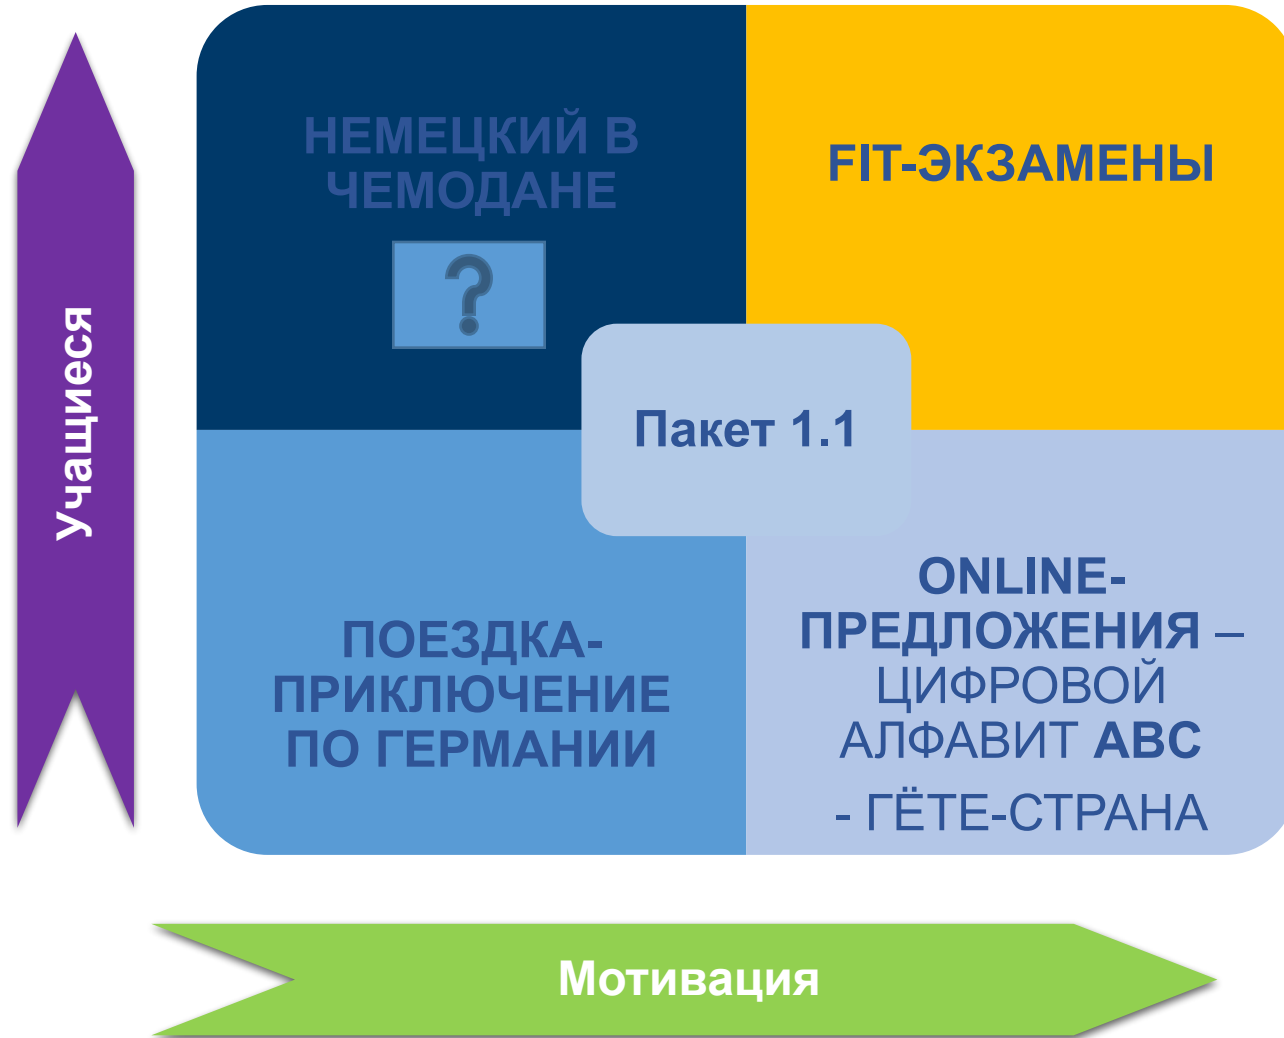 Учащиеся
НЕМЕЦКИЙ В
ЧЕМОДАНЕ
?
FIT-ЭКЗАМЕНЫ
Пакет 1.1
ПОЕЗДКА-
ПРИКЛЮЧЕНИЕ
ПО ГЕРМАНИИ
ONLINE-
ПРЕДЛОЖЕНИЯ –
ЦИФРОВОЙ
АЛФАВИТ ABC
- ГЁТЕ-СТРАНА
Мотивация